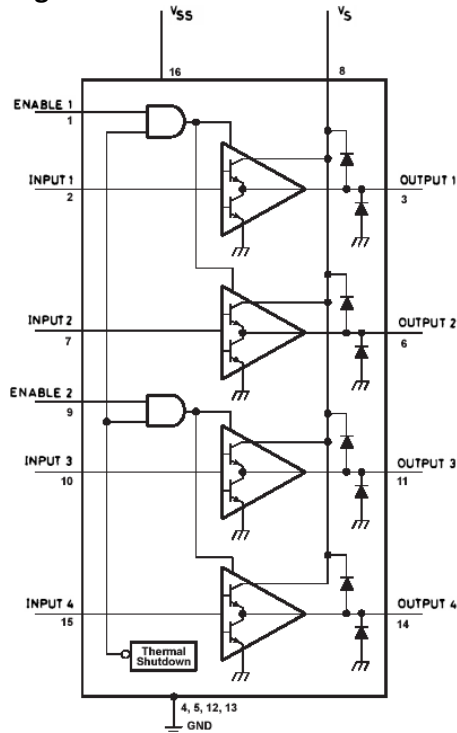 g
VSS
VS
16
8
ENABLE 1
1
INPUT 1
2
OUTPUT 1
3
INPUT 2
7
OUTPUT 2
6
ENABLE 2
9
INPUT 3
10
OUTPUT 3
11
INPUT 4
15
OUTPUT 4
14
Thermal
Shutdown
4, 5, 12, 13
GND